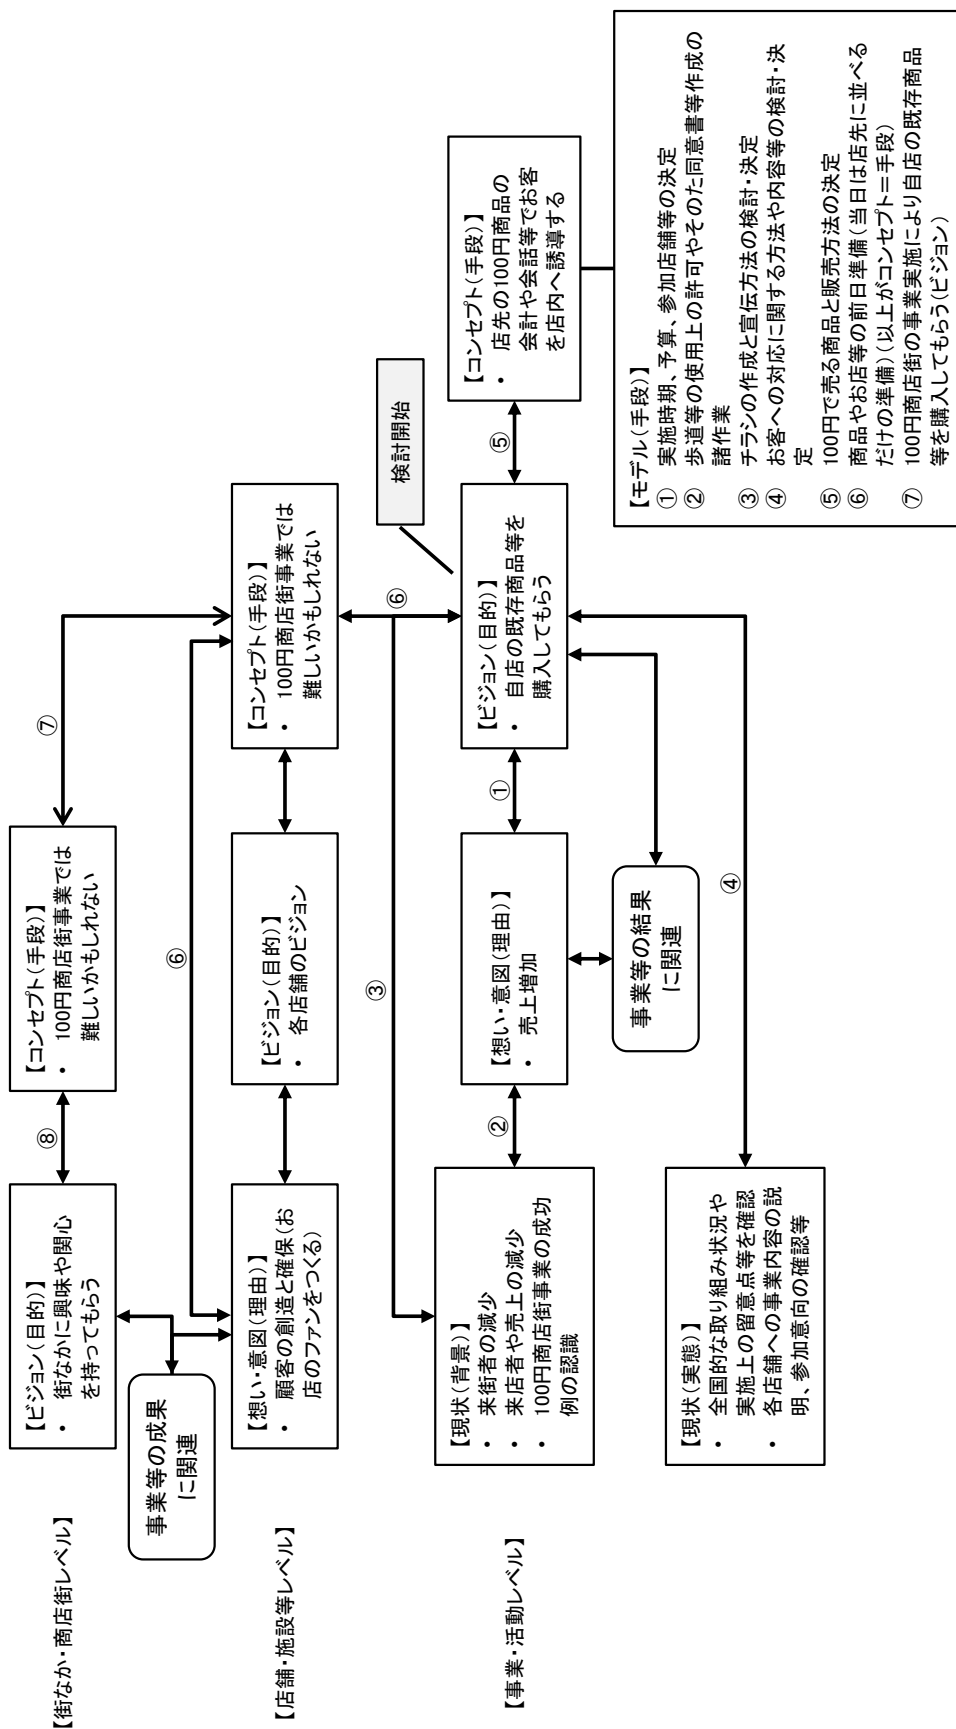 【街なか・商店街レベル】
【ビジョン(目的)】
・ 街なかに興味や関心
を持ってもらう
⑧
【コンセプト(手段)】
・ 100円商店街事業では
難しいかもしれない
⑦
事業等の成果
に関連
⑥
【店舗・施設等レベル】
【想い・意図(理由)】
・ 顧客の創造と確保(お
店のファンをつくる)
【ビジョン(目的)】
・ 各店舗のビジョン
【コンセプト(手段)】
・ 100円商店街事業では
難しいかもしれない
③
⑥
検討開始
【事業・活動レベル】
【現状(背景)】
・ 来街者の減少
・ 来店者や売上の減少
・ 100円商店街事業の成功
例の認識
②
【想い・意図(理由)】
・ 売上増加
①
【ビジョン(目的)】
・ 自店の既存商品等を
購入してもらう
⑤
【コンセプト(手段)】
・ 店先の100円商品の
会計や会話等でお客
を店内へ誘導する
事業等の結果
に関連
④
【現状(実態)】
・ 全国的な取り組み状況や
実施上の留意点等を確認
・ 各店舗への事業内容の説
明、参加意向の確認等
【モデル(手段)】
① 実施時期、予算、参加店舗等の決定
② 歩道等の使用上の許可やそのた同意書等作成の
諸作業
③ チラシの作成と宣伝方法の検討・決定
④ お客への対応に関する方法や内容等の検討・決
定
⑤ 100円で売る商品と販売方法の決定
⑥ 商品やお店等の前日準備(当日は店先に並べる
だけの準備)(以上がコンセプト=手段)
⑦ 100円商店街の事業実施により自店の既存商品
等を購入してもらう(ビジョン)